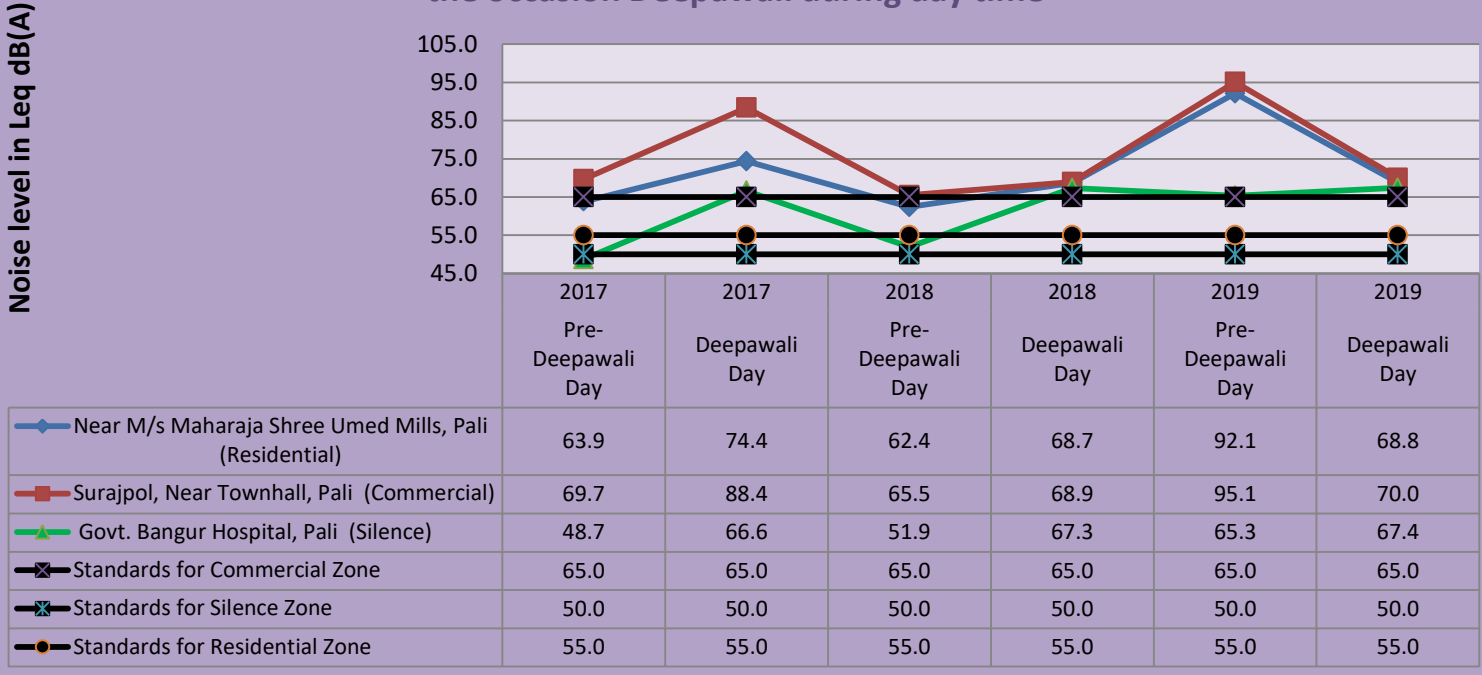 the occasion Deepawali during day time
Noise level in Leq dB(A)
105.0
95.0
85.0
75.0
65.0
55.0
45.0
2017 2017 2018 2018 2019 2019
Pre-
Deepawali
Day
Deepawali
Day
Pre-
Deepawali
Day
Deepawali
Day
Pre-
Deepawali
Day
Deepawali
Day
Near M/s Maharaja Shree Umed Mills, Pali
(Residential)
63.9 74.4 62.4 68.7 92.1 68.8
Surajpol, Near Townhall, Pali (Commercial) 69.7 88.4 65.5 68.9 95.1 70.0
Govt. Bangur Hospital, Pali (Silence) 48.7 66.6 51.9 67.3 65.3 67.4
Standards for Commercial Zone 65.0 65.0 65.0 65.0 65.0 65.0
Standards for Silence Zone 50.0 50.0 50.0 50.0 50.0 50.0
Standards for Residential Zone 55.0 55.0 55.0 55.0 55.0 55.0